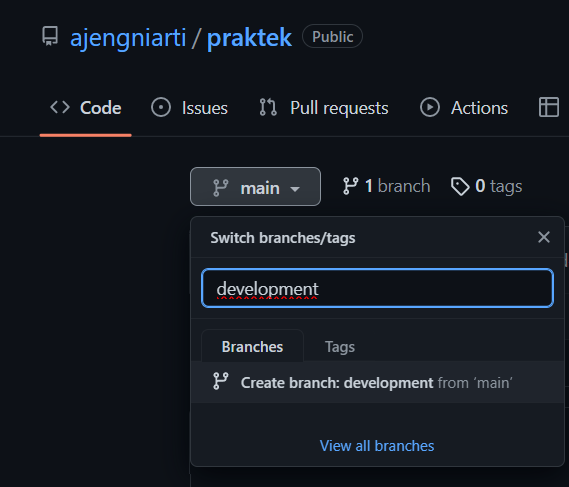 ajengniarti / praktek Public
Code Issues Pull requests Actions
main 1 branch 0 tags
Switch branches/tags
development
Branches Tags
Create branch: development from ‘main’
View all branches